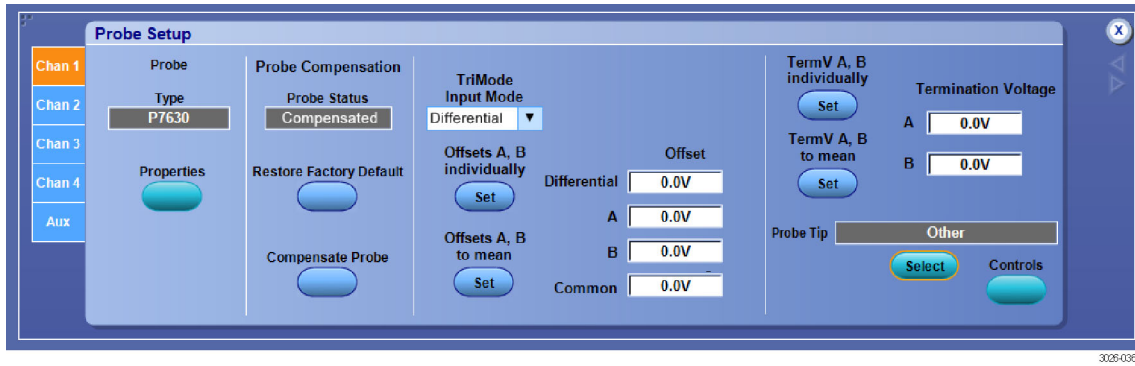 Probe Setup
X
Chan 1
Chan 2
Chan 3
Chan 4
Aux
Probe
Type
P7630
Properties
Probe Compensation
Probe Status
Compensated
Restore Factory Default
Compensate Probe
TriMode
Input Mode
Differential
Offsets A, B
individually
Set
Offsets A, B
to mean
Set
Offset
Differential 0.0V
A 0.0V
B 0.0V
Common 0.0V
TermV A, B
individually
Set
TermV A, B
to mean
Set
Termination Voltage
A 0.0V
B 0.0V
Probe Tip Other
Select
Controls
3026-036